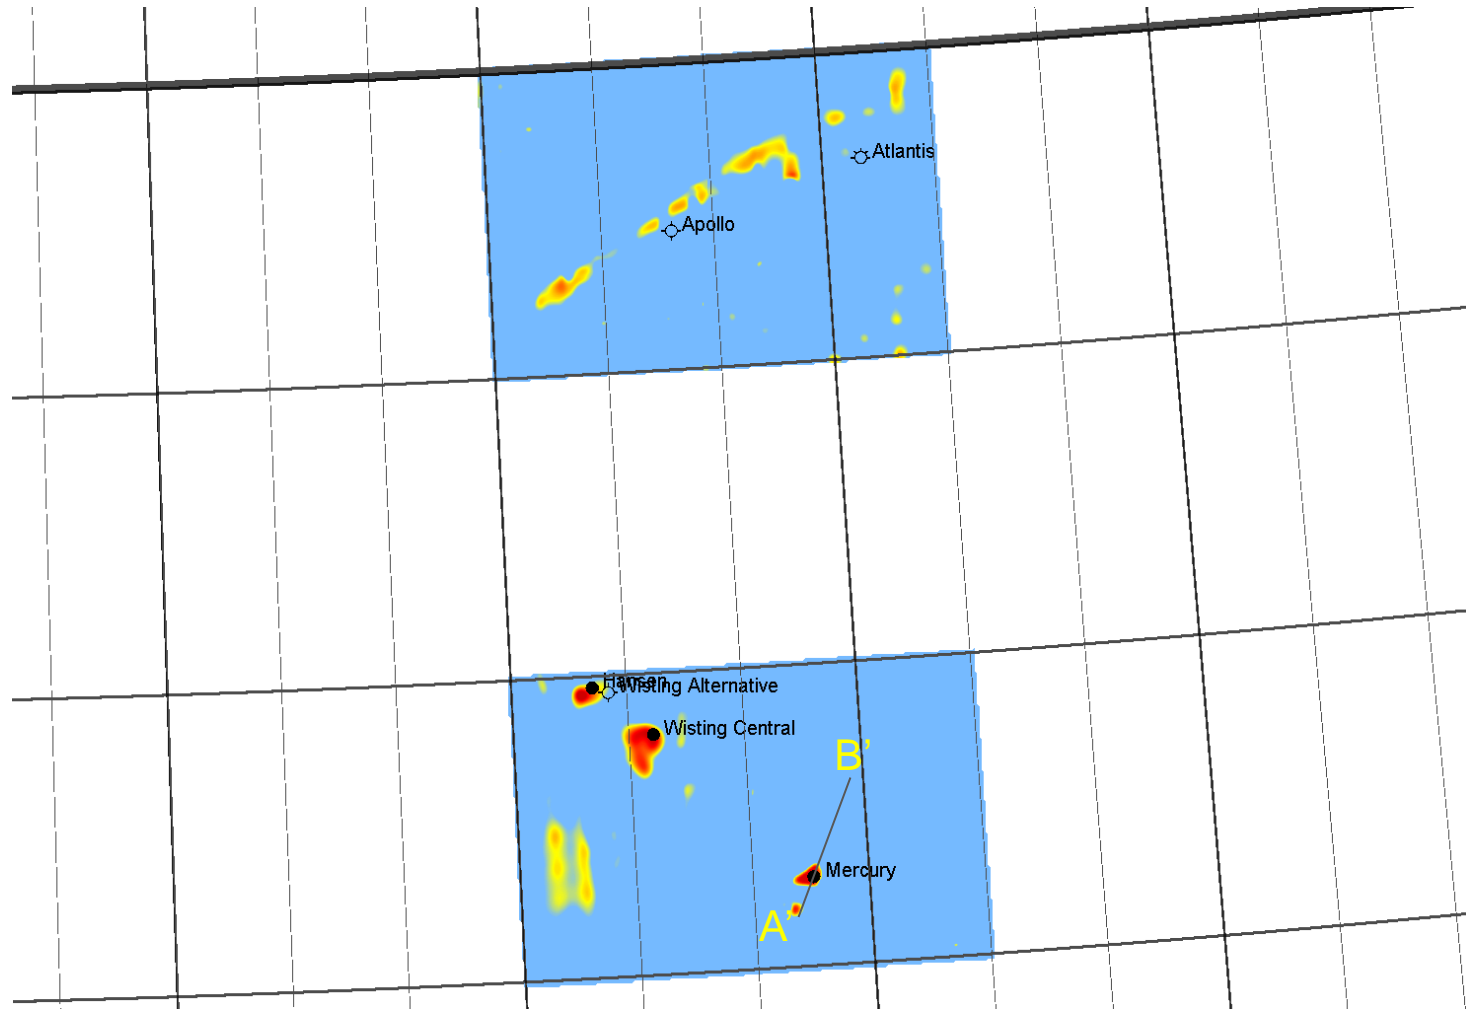 Atlantis
Apollo
Hansen
Wisting Alternative
Wisting Central
B’
Mercury
A’